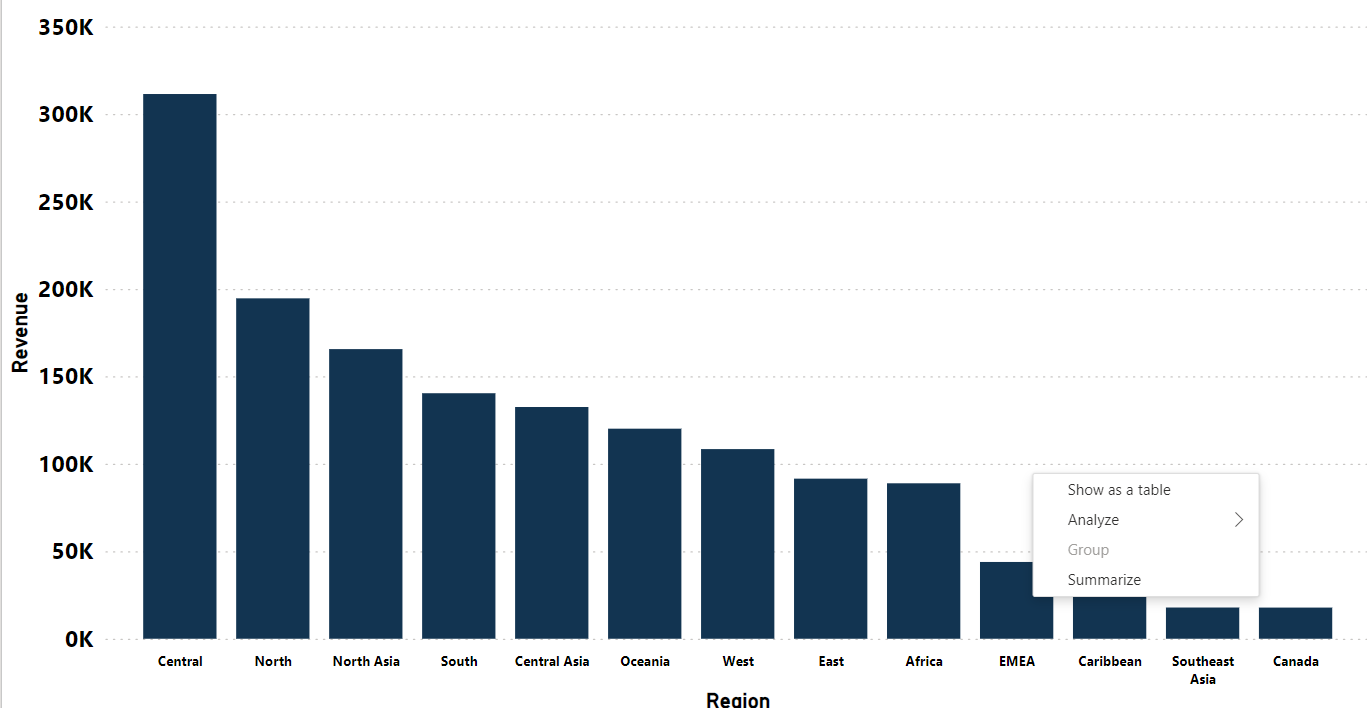 350K
300K
250K
200K
150K
100K
50K
0K
Revenue
Show as a table
Analyze
Group
Summarize
Central
North
North Asia
South
Central Asia
Oceania
West
East
Africa
EMEA
Caribbean
Southeast
Asia
Canada
Region